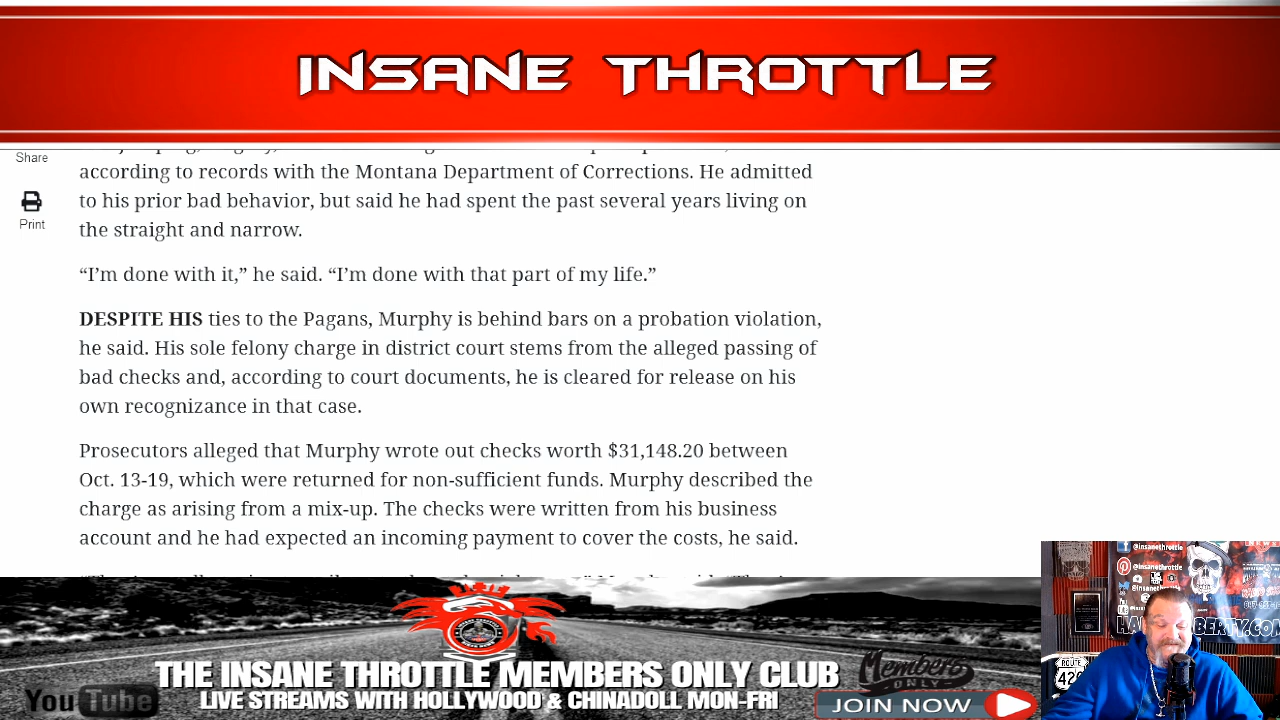 INSANE THROTTLE
Share
Print
according to records with the Montana Department of Corrections. He admitted
to his prior bad behavior, but said he had spent the past several years living on
the straight and narrow.
“I’m done with it,” he said. “I’m done with that part of my life.”
DESPITE HIS ties to the Pagans, Murphy is behind bars on a probation violation,
he said. His sole felony charge in district court stems from the alleged passing of
bad checks and, according to court documents, he is cleared for release on his
own recognizance in that case.
Prosecutors alleged that Murphy wrote out checks worth $31,148.20 between
Oct. 13-19, which were returned for non-sufficient funds. Murphy described the
charge as arising from a mix-up. The checks were written from his business
account and he had expected an incoming payment to cover the costs, he said.
THE INSANE THROTTLE MEMBERS ONLY CLUB
LIVE STREAMS WITH HOLLYWOOD & CHINADOLL MON-FRI
YouTube
Members
ONLY
JOIN NOW
@insanethrottle
@insanethrottle
ROUTE
420